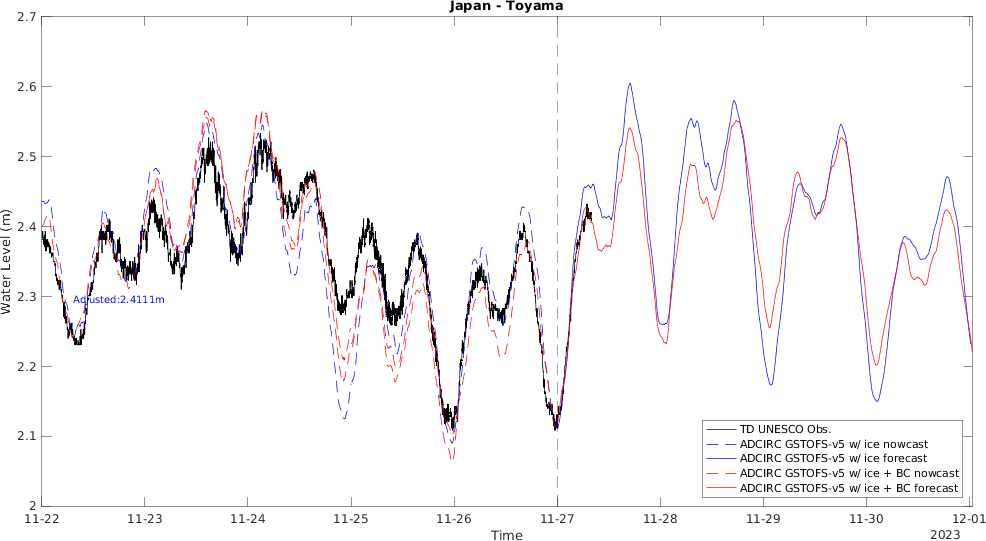 Japan - Toyama
2.7
2.6
2.5
2.4
2.3
2.2
2.1
2
Water Level (m)
Adjusted:2.4111m
TD UNESCO Obs.
ADCIRC GSTOFS-v5 w/ ice nowcast
ADCIRC GSTOFS-v5 w/ ice forecast
ADCIRC GSTOFS-v5 w/ ice + BC nowcast
ADCIRC GSTOFS-v5 w/ ice + BC forecast
11-22 11-23 11-24 11-25 11-26 11-27 11-28 11-29 11-30 12-01
Time
2023